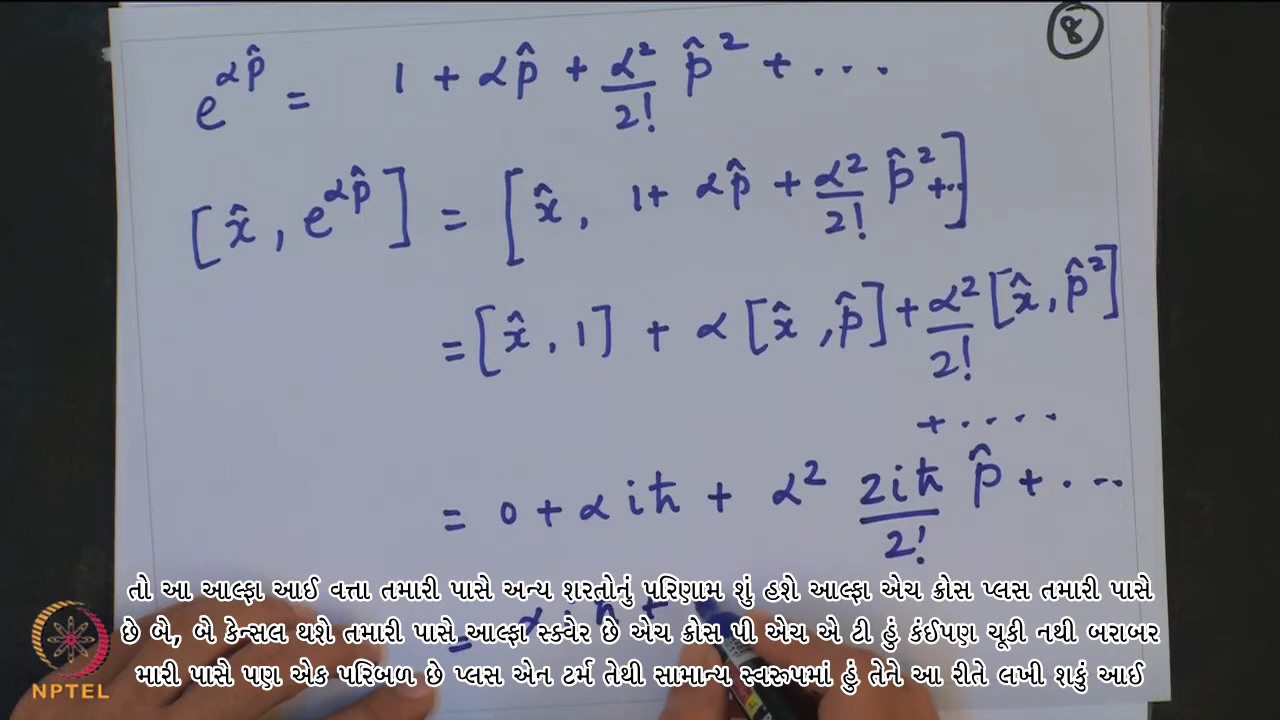 8
e^{αp̂} = 1 + αp̂ + α²/2! p̂² + ...
[x̂, e^{αp̂}] = [x̂, 1 + αp̂ + α²/2! p̂² + ..]
= [x̂, 1] + α[x̂, p̂] + α²/2! [x̂, p̂²]
+ ....
= 0 + α iħ + α² 2iħ/2! p̂ + ...
= α i ħ +
તો આ આલ્ફા આઈ વત્તા તમારી પાસે અન્ય શરતોનું પરિણામ શું હશે આલ્ફા એચ ક્રોસ પ્લસ તમારી પાસે
છે બે, બે કેન્સલ થશે તમારી પાસે આલ્ફા સ્ક્વેર છે એચ ક્રોસ પી એચ એ ટી હું કંઈપણ ચૂકી નથી બરાબર
મારી પાસે પણ એક પરિબળ છે પ્લસ એન ટર્મ તેથી સામાન્ય સ્વરૂપમાં હું તેને આ રીતે લખી શકું આઈ
NPTEL